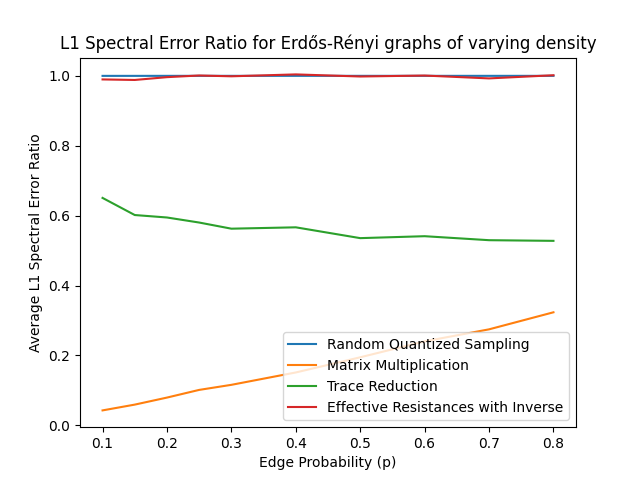 L1 Spectral Error Ratio for Erdős-Rényi graphs of varying density
Average L1 Spectral Error Ratio
1.0
0.8
0.6
0.4
0.2
0.0
Random Quantized Sampling
Matrix Multiplication
Trace Reduction
Effective Resistances with Inverse
0.1 0.2 0.3 0.4 0.5 0.6 0.7 0.8
Edge Probability (p)